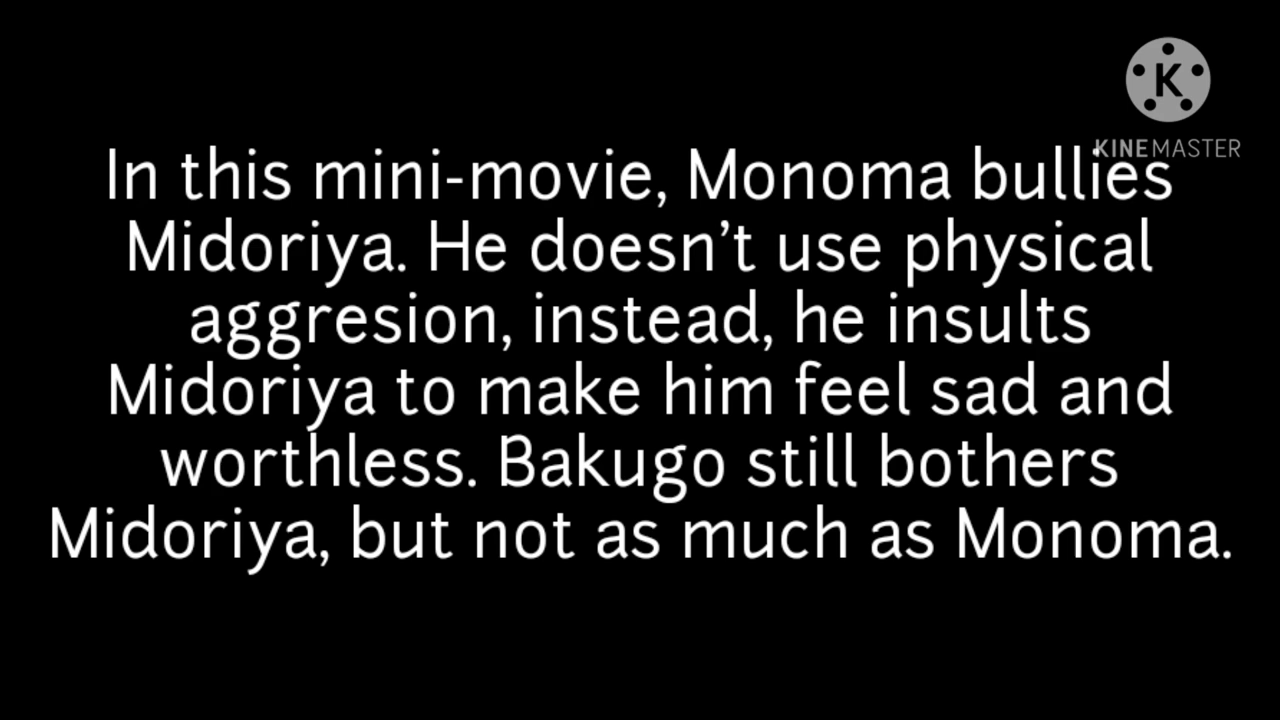 K
KINEMASTER
In this mini-movie, Monoma bullies
Midoriya. He doesn’t use physical
aggresion, instead, he insults
Midoriya to make him feel sad and
worthless. Bakugo still bothers
Midoriya, but not as much as Monoma.